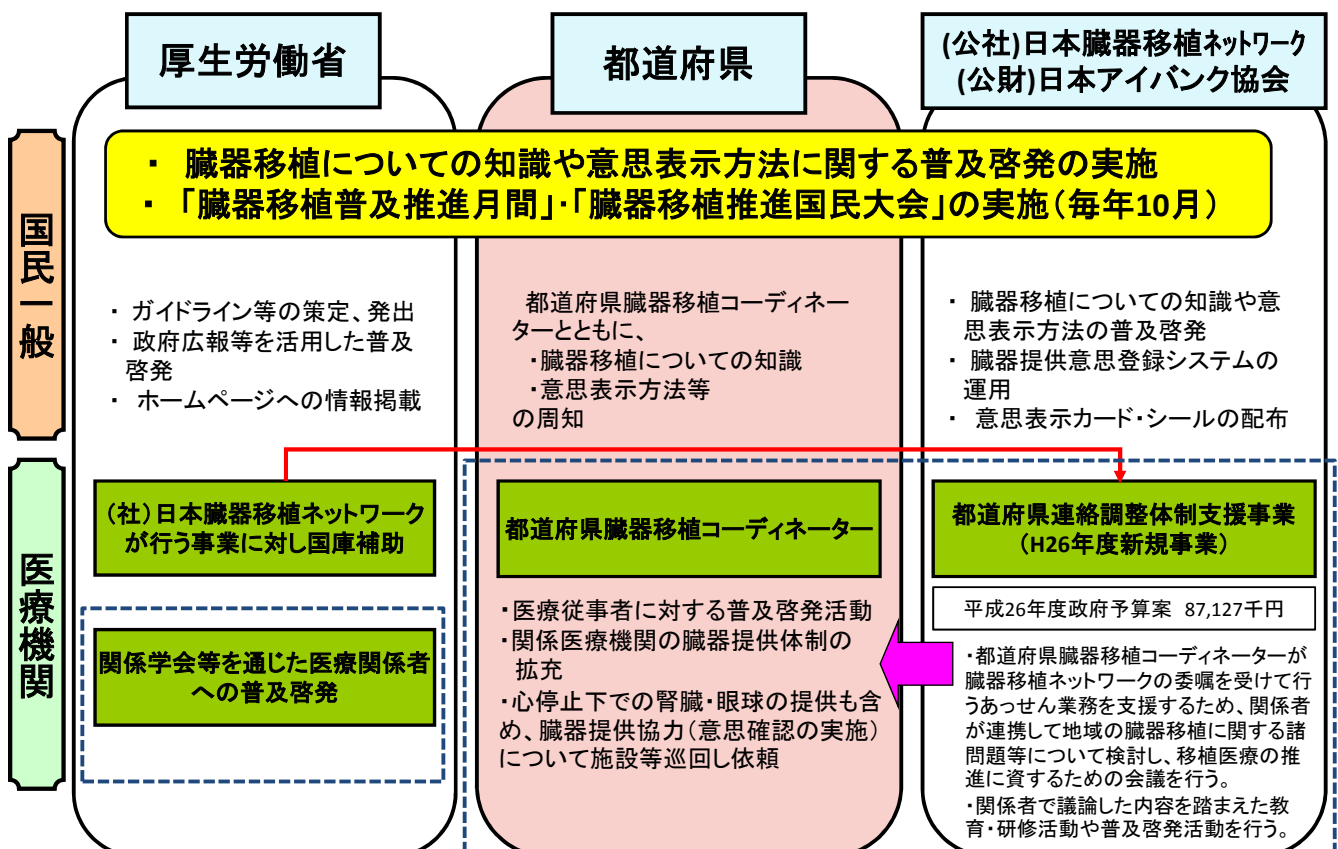 厚生労働省
都道府県
(公社)日本臓器移植ネットワーク
(公財)日本アイバンク協会
国民一般
・ 臓器移植についての知識や意思表示方法に関する普及啓発の実施
・ 「臓器移植普及推進月間」・「臓器移植推進国民大会」の実施(毎年10月)
・ ガイドライン等の策定、発出
・ 政府広報等を活用した普及
啓発
・ ホームページへの情報掲載
都道府県臓器移植コーディネー
ターとともに、
・臓器移植についての知識
・意思表示方法等
の周知
・ 臓器移植についての知識や意
思表示方法の普及啓発
・ 臓器提供意思登録システムの
運用
・ 意思表示カード・シールの配布
医療機関
(社)日本臓器移植ネットワーク
が行う事業に対し国庫補助
関係学会等を通じた医療関係者
への普及啓発
都道府県臓器移植コーディネーター
・医療従事者に対する普及啓発活動
・関係医療機関の臓器提供体制の
拡充
・心停止下での腎臓・眼球の提供も含
め、臓器提供協力(意思確認の実施)
について施設等巡回し依頼
都道府県連絡調整体制支援事業
(H26年度新規事業)
平成26年度政府予算案 87,127千円
・都道府県臓器移植コーディネーターが
臓器移植ネットワークの委嘱を受けて行
うあっせん業務を支援するため、関係者
が連携して地域の臓器移植に関する諸
問題等について検討し、移植医療の推
進に資するための会議を行う。
・関係者で議論した内容を踏まえた教
育・研修活動や普及啓発活動を行う。